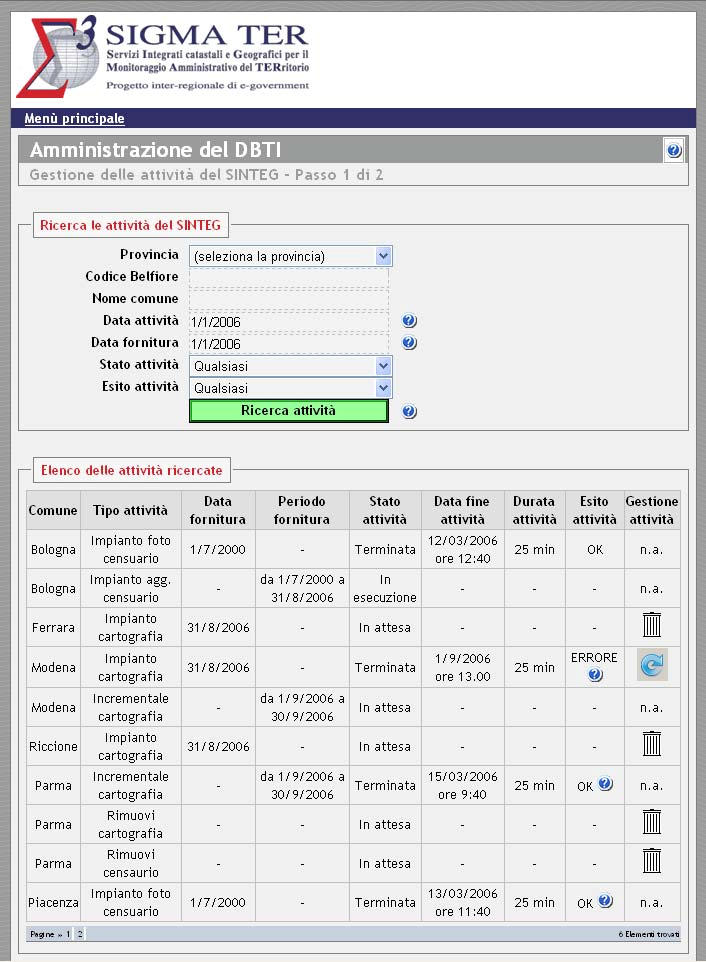 Σ3 SIGMA TER
Servizi Integrati catastali e Geografici per il
Monitoraggio Amministrativo del TERritorio
Progetto inter-regionale di e-government
Menù principale
Amministrazione del DBTI ?
Gestione delle attività del SINTEG - Passo 1 di 2
Ricerca le attività del SINTEG
Provincia (seleziona la provincia)
Codice Belfiore
Nome comune
Data attività 1/1/2006 ?
Data fornitura 1/1/2006 ?
Stato attività Qualsiasi
Esito attività Qualsiasi
Ricerca attività ?
Elenco delle attività ricercate
Comune Tipo attività Data fornitura Periodo fornitura Stato attività Data fine attività Durata attività Esito attività Gestione attività
Bologna Impianto foto censuario 1/7/2000 - Terminata 12/03/2006 ore 12:40 25 min OK n.a.
Bologna Impianto agg. censuario - da 1/7/2000 a 31/8/2006 In esecuzione - - - n.a.
Ferrara Impianto cartografia 31/8/2006 - In attesa - - -
Modena Impianto cartografia 31/8/2006 - Terminata 1/9/2006 ore 13.00 25 min ERRORE ?
Modena Incrementale cartografia - da 1/9/2006 a 30/9/2006 In attesa - - - n.a.
Riccione Impianto cartografia 31/8/2006 - In attesa - - -
Parma Incrementale cartografia - da 1/9/2006 a 30/9/2006 Terminata 15/03/2006 ore 9:40 25 min OK ? n.a.
Parma Rimuovi cartografia - - In attesa - - -
Parma Rimuovi censaurio - - In attesa - - -
Piacenza Impianto foto censuario 1/7/2000 - Terminata 13/03/2006 ore 11:40 25 min OK ? n.a.
Pagine » 1 2 6 Elementi trovati